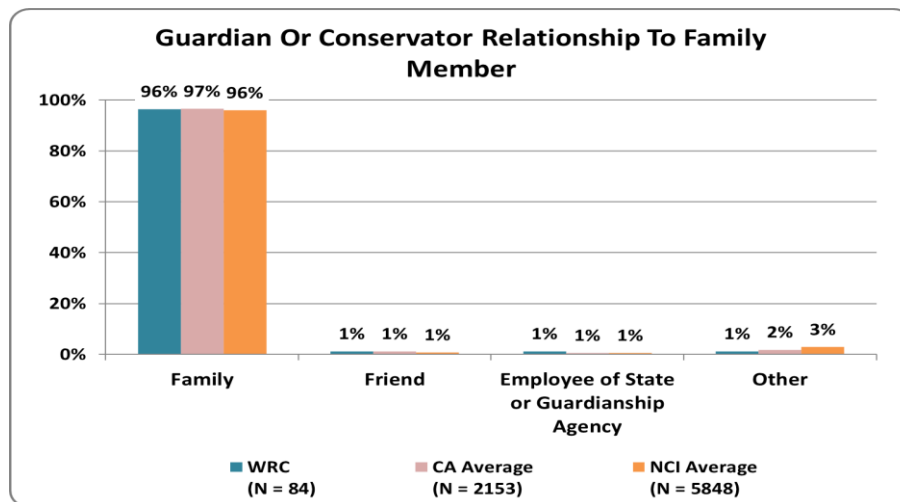 Guardian Or Conservator Relationship To Family
Member
96% 97% 96%
100%
80%
60%
40%
20%
0%
1% 1% 1%
1% 1% 1%
1% 2% 3%
Family
Friend
Employee of State
or Guardianship
Agency
Other
WRC
(N = 84)
CA Average
(N = 2153)
NCI Average
(N = 5848)